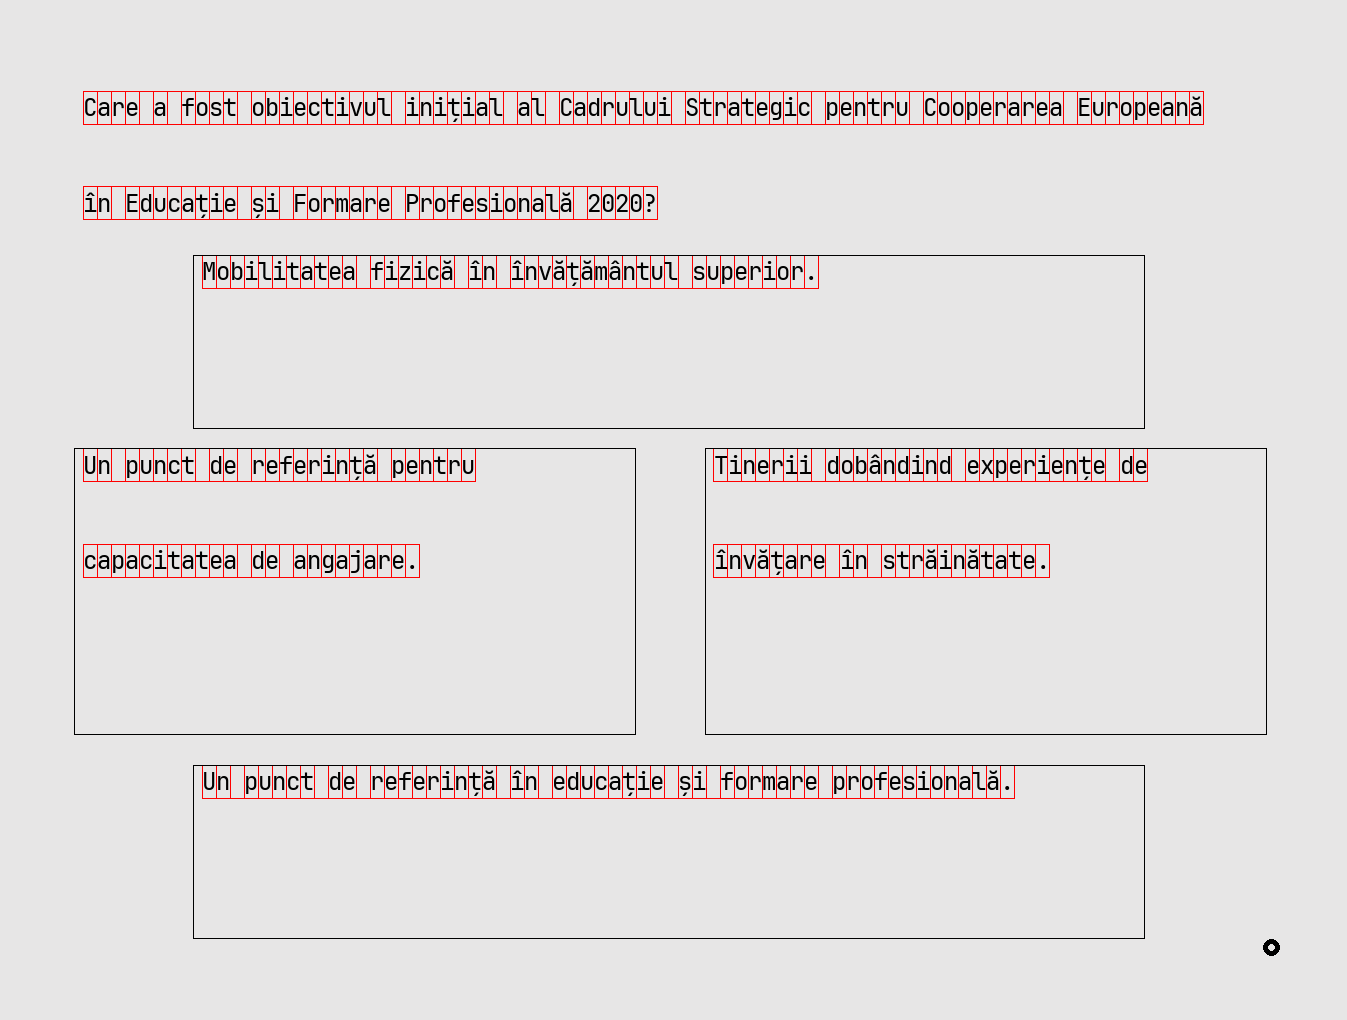 Care a fost obiectivul inițial al Cadrului Strategic pentru Cooperarea Europeană
în Educație și Formare Profesională 2020?
Mobilitatea fizică în învățământul superior.
Un punct de referință pentru
capacitatea de angajare.
Tinerii dobândind experiențe de
învățare în străinătate.
Un punct de referință în educație și formare profesională.